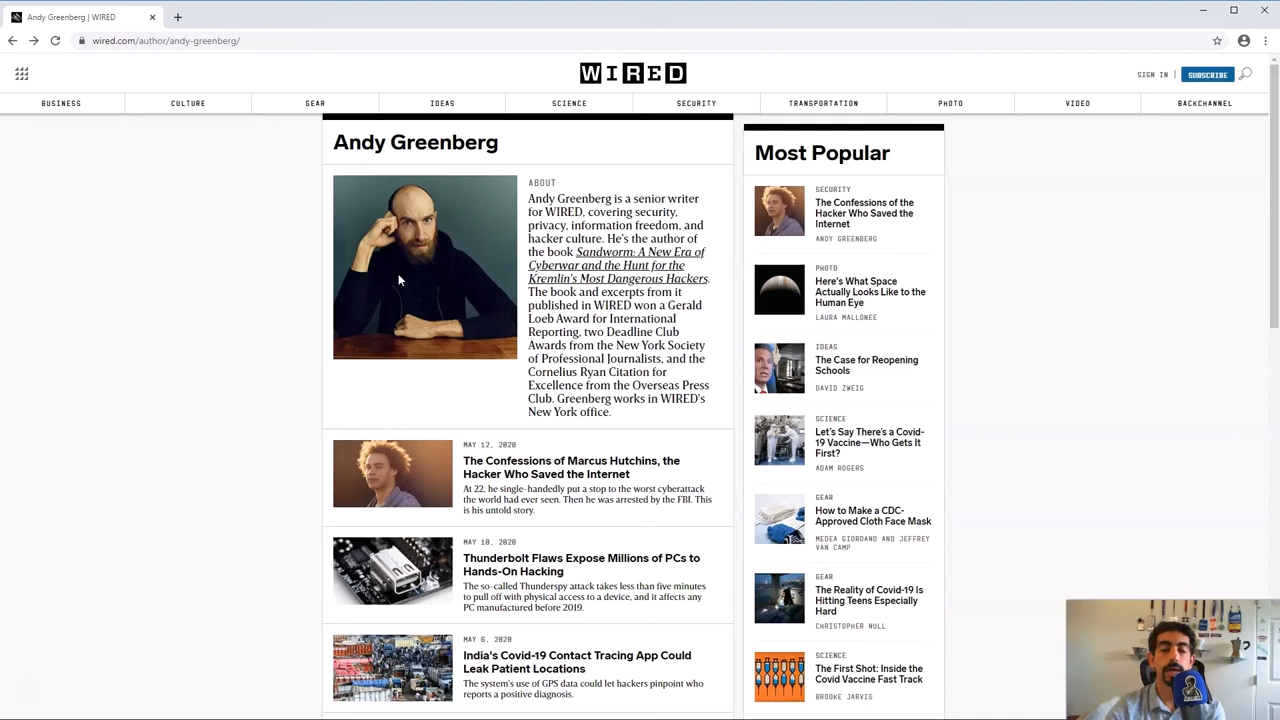 Andy Greenberg | WIRED
wired.com/author/andy-greenberg/
WIRED
SIGN IN |
SUBSCRIBE
BUSINESS
CULTURE
GEAR
IDEAS
SCIENCE
SECURITY
TRANSPORTATION
PHOTO
VIDEO
BACKCHANNEL
Andy Greenberg
ABOUT
Andy Greenberg is a senior writer
for WIRED, covering security,
privacy, information freedom, and
hacker culture. He's the author of
the book Sandworm: A New Era of
Cyberwar and the Hunt for the
Kremlin's Most Dangerous Hackers.
The book and excerpts from it
published in WIRED won a Gerald
Loeb Award for International
Reporting, two Deadline Club
Awards from the New York Society
of Professional Journalists, and the
Cornelius Ryan Citation for
Excellence from the Overseas Press
Club. Greenberg works in WIRED's
New York office.
MAY 12, 2020
The Confessions of Marcus Hutchins, the
Hacker Who Saved the Internet
At 22, he single-handedly put a stop to the worst cyberattack
the world had ever seen. Then he was arrested by the FBI. This
is his untold story.
MAY 10, 2020
Thunderbolt Flaws Expose Millions of PCs to
Hands-On Hacking
The so-called Thunderspy attack takes less than five minutes
to pull off with physical access to a device, and it affects any
PC manufactured before 2019.
MAY 6, 2020
India's Covid-19 Contact Tracing App Could
Leak Patient Locations
The system's use of GPS data could let hackers pinpoint who
reports a positive diagnosis.
Most Popular
SECURITY
The Confessions of the
Hacker Who Saved the
Internet
ANDY GREENBERG
PHOTO
Here's What Space
Actually Looks Like to the
Human Eye
LAURA MALLONEE
IDEAS
The Case for Reopening
Schools
DAVID ZWEIG
SCIENCE
Let's Say There's a Covid-
19 Vaccine—Who Gets It
First?
ADAM ROGERS
GEAR
How to Make a CDC-
Approved Cloth Face Mask
MEDEA GIORDANO AND JEFFREY
VAN CAMP
GEAR
The Reality of Covid-19 Is
Hitting Teens Especially
Hard
CHRISTOPHER NULL
SCIENCE
The First Shot: Inside the
Covid Vaccine Fast Track
BROOKE JARVIS